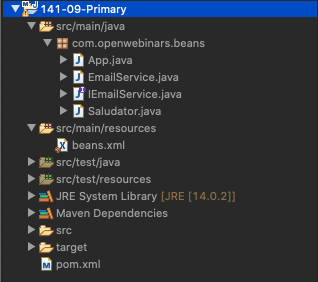 141-09-Primary
src/main/java
com.openwebinars.beans
App.java
EmailService.java
IEmailService.java
Saludator.java
src/main/resources
beans.xml
src/test/java
src/test/resources
JRE System Library [JRE [14.0.2]]
Maven Dependencies
src
target
pom.xml